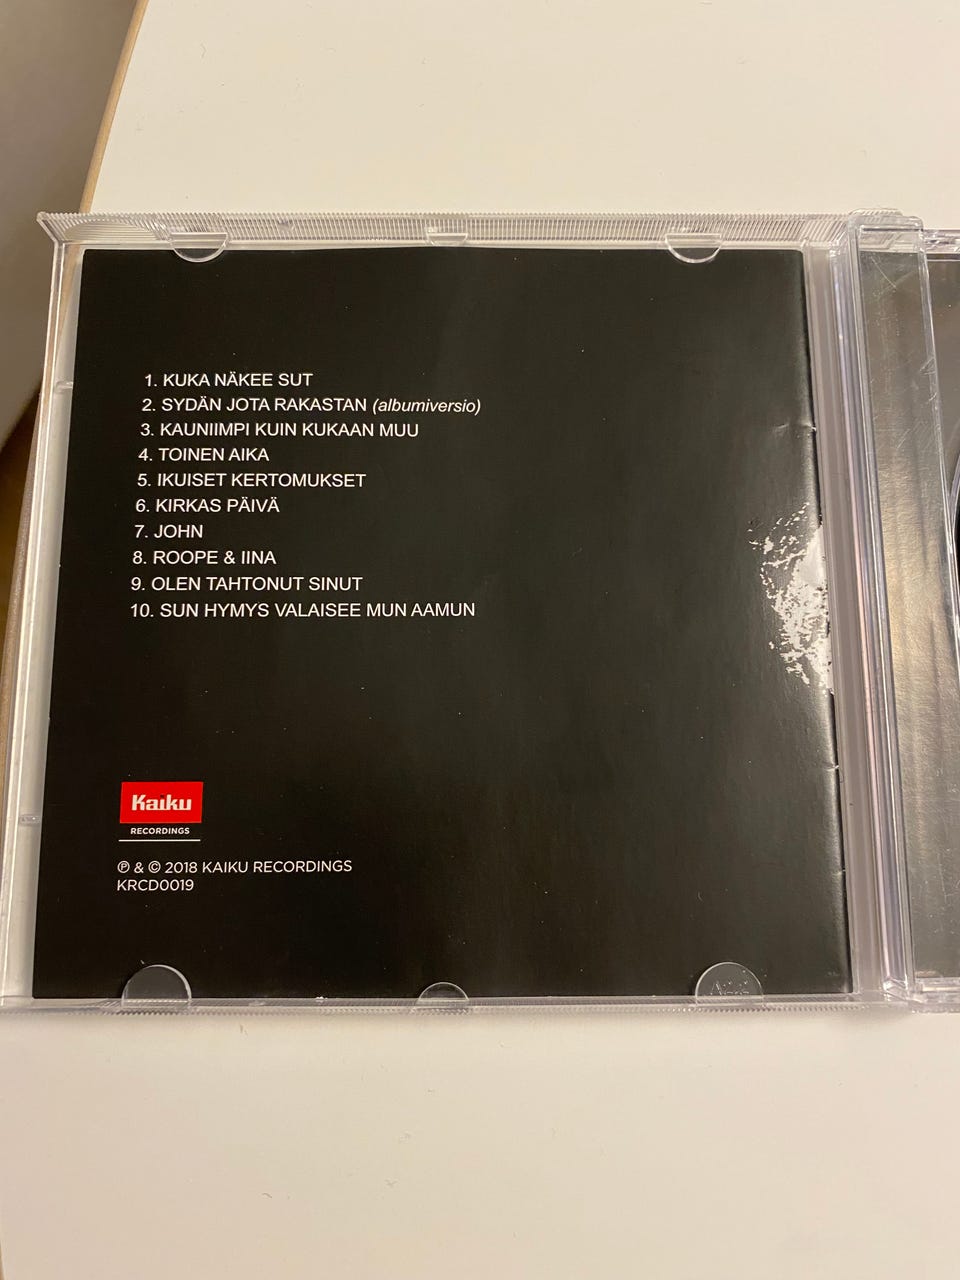 1. KUKA NÄKEE SUT
2. SYDÄN JOTA RAKASTAN (albumiversio)
3. KAUNIIMPI KUIN KUKAAN MUU
4. TOINEN AIKA
5. IKUISET KERTOMUKSET
6. KIRKAS PÄIVÄ
7. JOHN
8. ROOPE & IINA
9. OLEN TAHTONUT SINUT
10. SUN HYMYS VALAISEE MUN AAMUN
Kaiku
RECORDINGS
℗ & © 2018 KAIKU RECORDINGS
KRCD0019